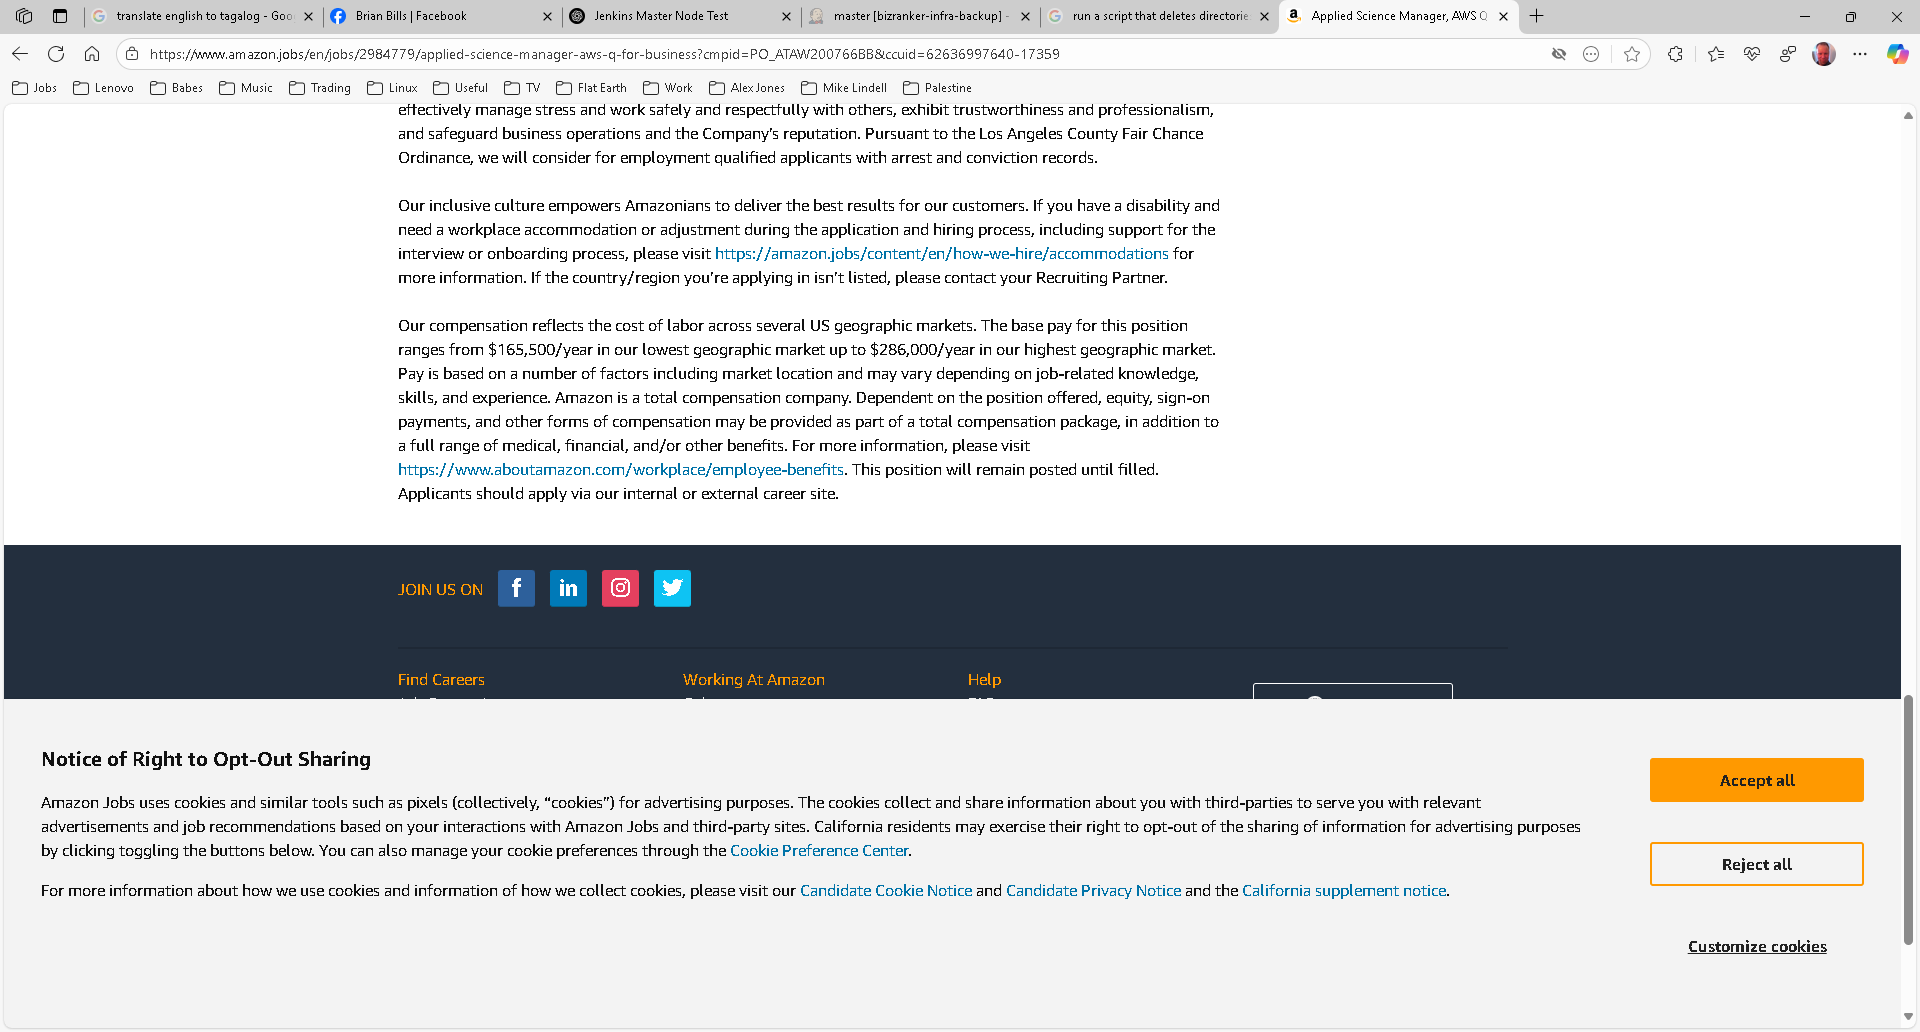 translate english to tagalog - Goo
Brian Bills | Facebook
Jenkins Master Node Test
master [bizranker-infra-backup] -
run a script that deletes directorie
Applied Science Manager, AWS Q
https://www.amazon.jobs/en/jobs/2984779/applied-science-manager-aws-q-for-business?cmpid=PO_ATAW200766BB&ccuid=62636997640-17359
Jobs
Lenovo
Babes
Music
Trading
Linux
Useful
TV
Flat Earth
Work
Alex Jones
Mike Lindell
Palestine
effectively manage stress and work safely and respectfully with others, exhibit trustworthiness and professionalism,
and safeguard business operations and the Company's reputation. Pursuant to the Los Angeles County Fair Chance
Ordinance, we will consider for employment qualified applicants with arrest and conviction records.
Our inclusive culture empowers Amazonians to deliver the best results for our customers. If you have a disability and
need a workplace accommodation or adjustment during the application and hiring process, including support for the
interview or onboarding process, please visit https://amazon.jobs/content/en/how-we-hire/accommodations for
more information. If the country/region you're applying in isn't listed, please contact your Recruiting Partner.
Our compensation reflects the cost of labor across several US geographic markets. The base pay for this position
ranges from $165,500/year in our lowest geographic market up to $286,000/year in our highest geographic market.
Pay is based on a number of factors including market location and may vary depending on job-related knowledge,
skills, and experience. Amazon is a total compensation company. Dependent on the position offered, equity, sign-on
payments, and other forms of compensation may be provided as part of a total compensation package, in addition to
a full range of medical, financial, and/or other benefits. For more information, please visit
https://www.aboutamazon.com/workplace/employee-benefits. This position will remain posted until filled.
Applicants should apply via our internal or external career site.
JOIN US ON
Find Careers
Working At Amazon
Help
Notice of Right to Opt-Out Sharing
Amazon Jobs uses cookies and similar tools such as pixels (collectively, “cookies”) for advertising purposes. The cookies collect and share information about you with third-parties to serve you with relevant
advertisements and job recommendations based on your interactions with Amazon Jobs and third-party sites. California residents may exercise their right to opt-out of the sharing of information for advertising purposes
by clicking toggling the buttons below. You can also manage your cookie preferences through the Cookie Preference Center.
For more information about how we use cookies and information of how we collect cookies, please visit our Candidate Cookie Notice and Candidate Privacy Notice and the California supplement notice.
Accept all
Reject all
Customize cookies